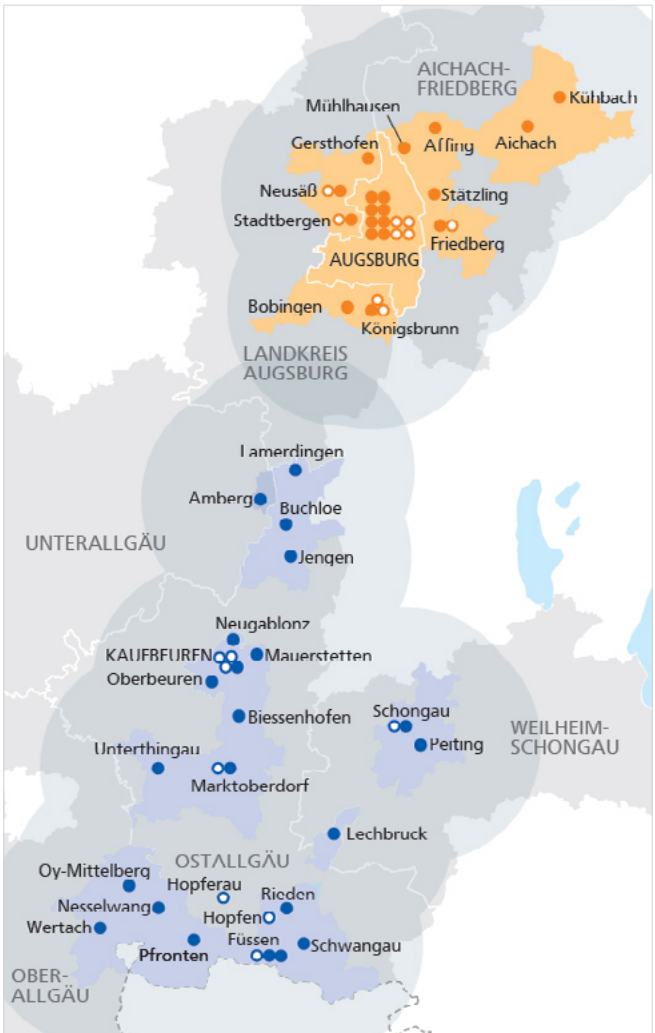 AICHACH-
FRIEDBERG
Kühbach
Mühlhausen
Affing
Aichach
Gersthofen
Neusäß
Stätzling
Stadtbergen
Friedberg
AUGSBURG
Bobingen
Königsbrunn
LANDKREIS
AUGSBURG
Lamerdingen
Amberg
Buchloe
UNTERALLGÄU
Jengen
Neugablonz
KAUFBEUREN
Mauerstetten
Oberbeuren
Biessenhofen
Schongau
WEILHEIM-
SCHONGAU
Peiting
Unterthingau
Marktoberdorf
Lechbruck
OSTALLGÄU
Oy-Mittelberg
Hopferau
Rieden
Nesselwang
Hopfen
Wertach
Füssen
Schwangau
Pfronten
OBER-
ALLGÄU